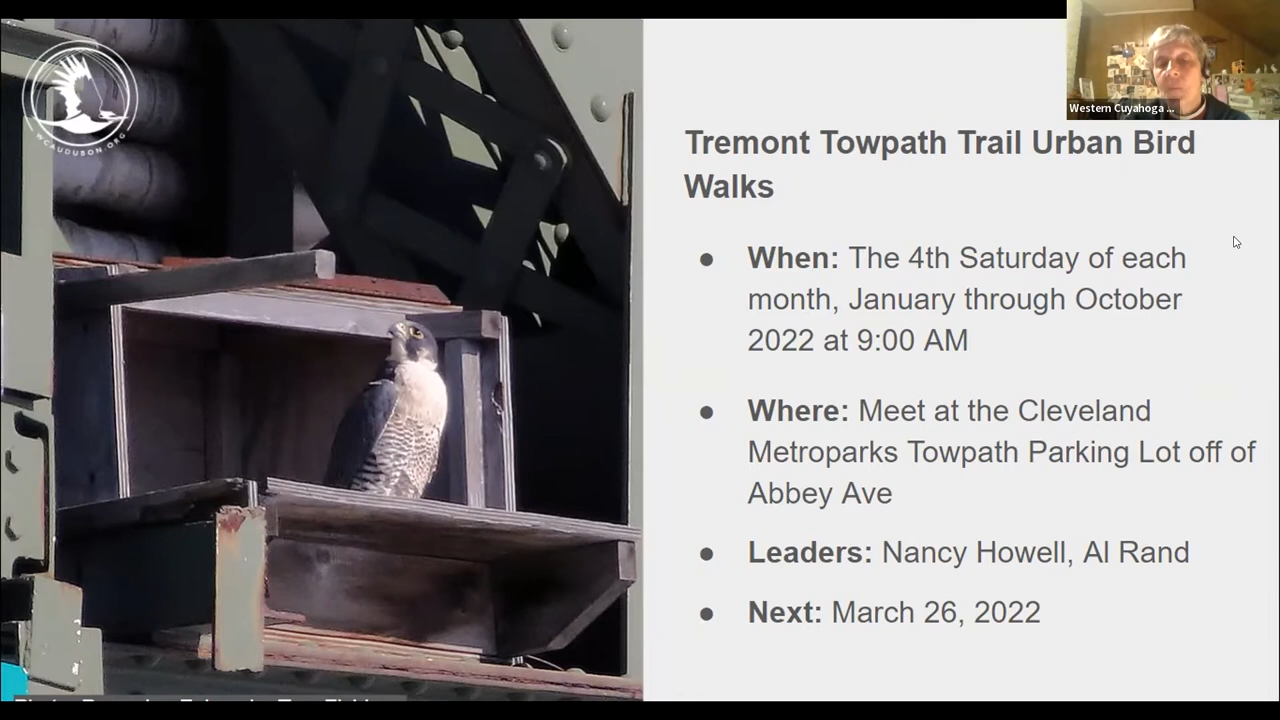 WCAUDUBON.ORG
Western Cuyahoga ...
Tremont Towpath Trail Urban Bird
Walks
● When: The 4th Saturday of each
month, January through October
2022 at 9:00 AM
● Where: Meet at the Cleveland
Metroparks Towpath Parking Lot off of
Abbey Ave
● Leaders: Nancy Howell, Al Rand
● Next: March 26, 2022